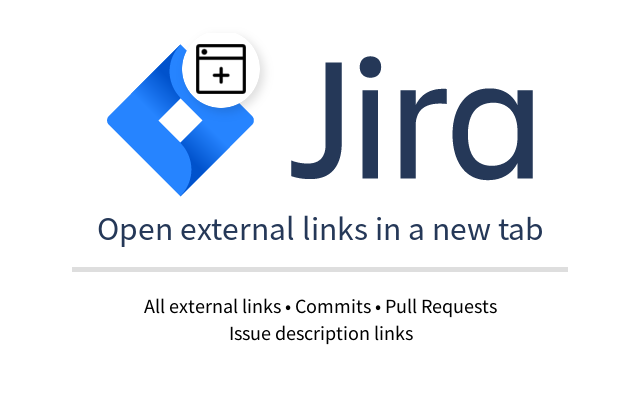 Jira
Open external links in a new tab
All external links • Commits • Pull Requests
Issue description links